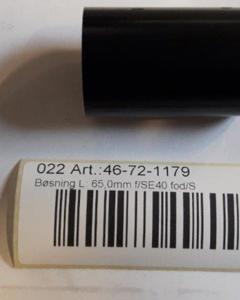 022 Art.:46-72-1179
Bøsning L: 65,0mm f/SE40 fod/S